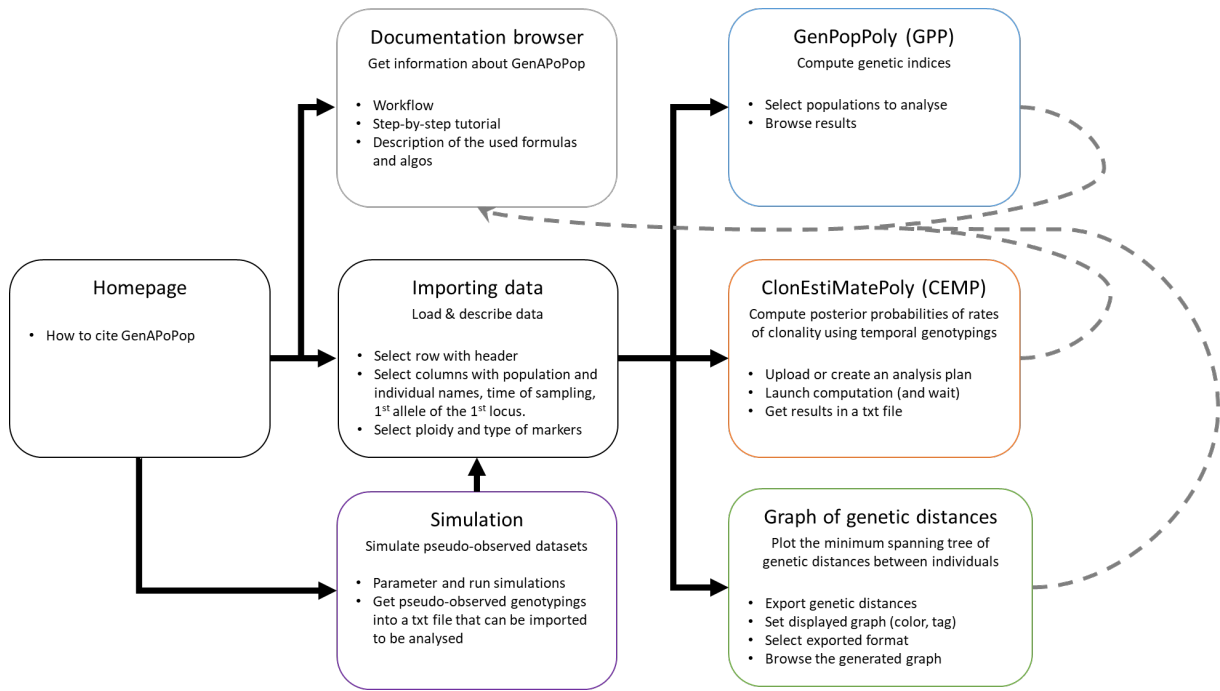 Documentation browser
Get information about GenAPoPop
• Workflow
• Step-by-step tutorial
• Description of the used formulas
and algos
GenPopPoly (GPP)
Compute genetic indices
• Select populations to analyse
• Browse results
Homepage
• How to cite GenAPoPop
Importing data
Load & describe data
• Select row with header
• Select columns with population and
individual names, time of sampling,
1st allele of the 1st locus.
• Select ploidy and type of markers
ClonEstiMatePoly (CEMP)
Compute posterior probabilities of rates
of clonality using temporal genotypings
• Upload or create an analysis plan
• Launch computation (and wait)
• Get results in a txt file
Simulation
Simulate pseudo-observed datasets
• Parameter and run simulations
• Get pseudo-observed genotypings
into a txt file that can be imported
to be analysed
Graph of genetic distances
Plot the minimum spanning tree of
genetic distances between individuals
• Export genetic distances
• Set displayed graph (color, tag)
• Select exported format
• Browse the generated graph